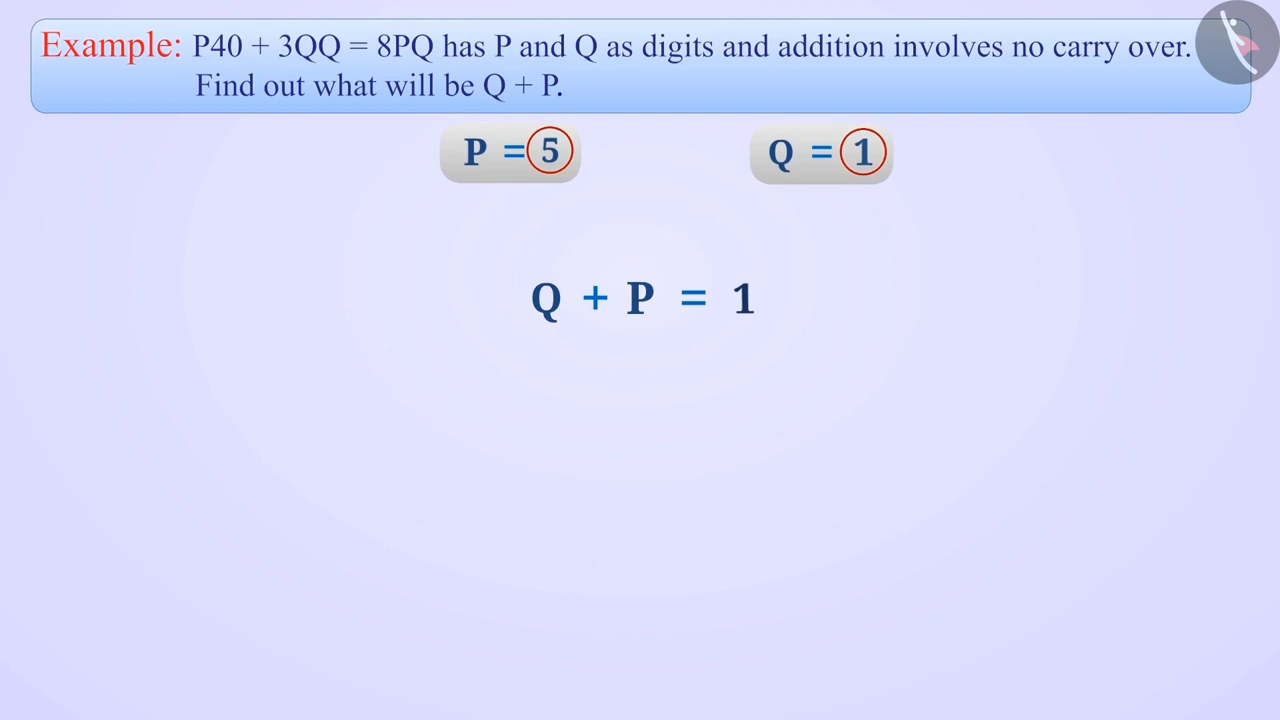 Example: P40 + 3QQ = 8PQ has P and Q as digits and addition involves no carry over.
Find out what will be Q + P.
P = 5
Q = 1
Q + P = 1